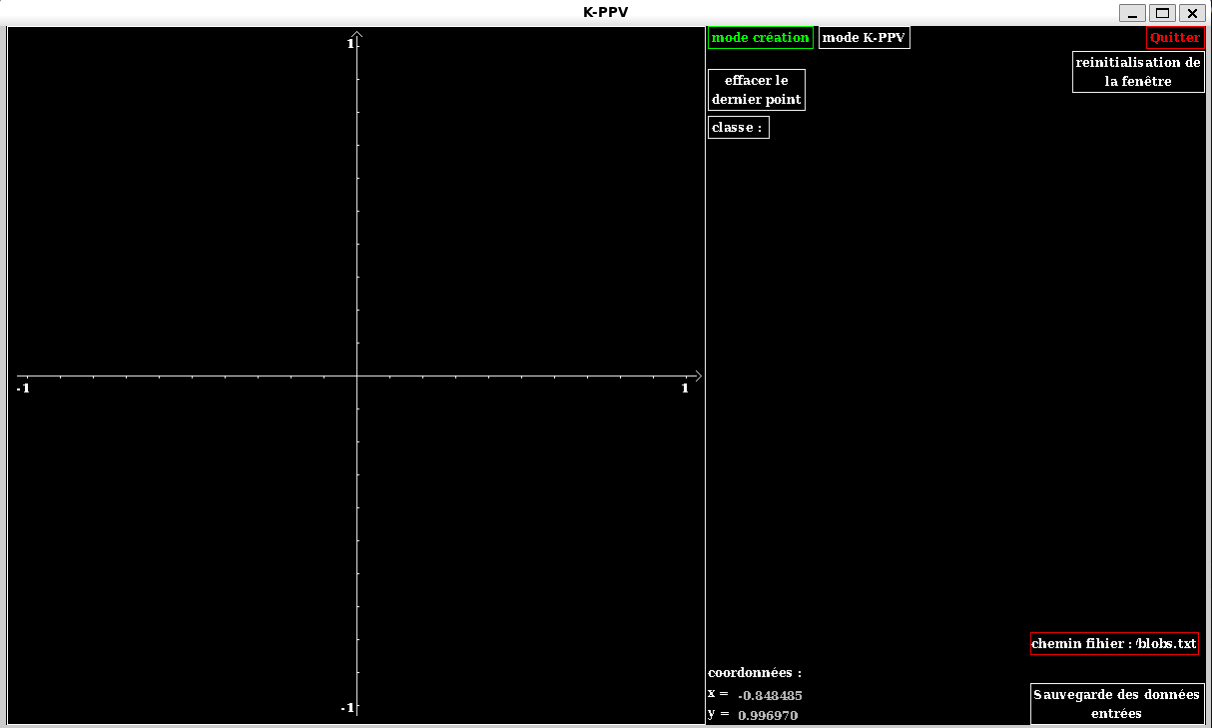 K-PPV
1
-1
1
-1
mode création
mode K-PPV
Quitter
reinitialisation de
la fenêtre
effacer le
dernier point
classe :
chemin fihier : /blobs.txt
coordonnées :
x = -0.848485
y = 0.996970
Sauvegarde des données
entrées